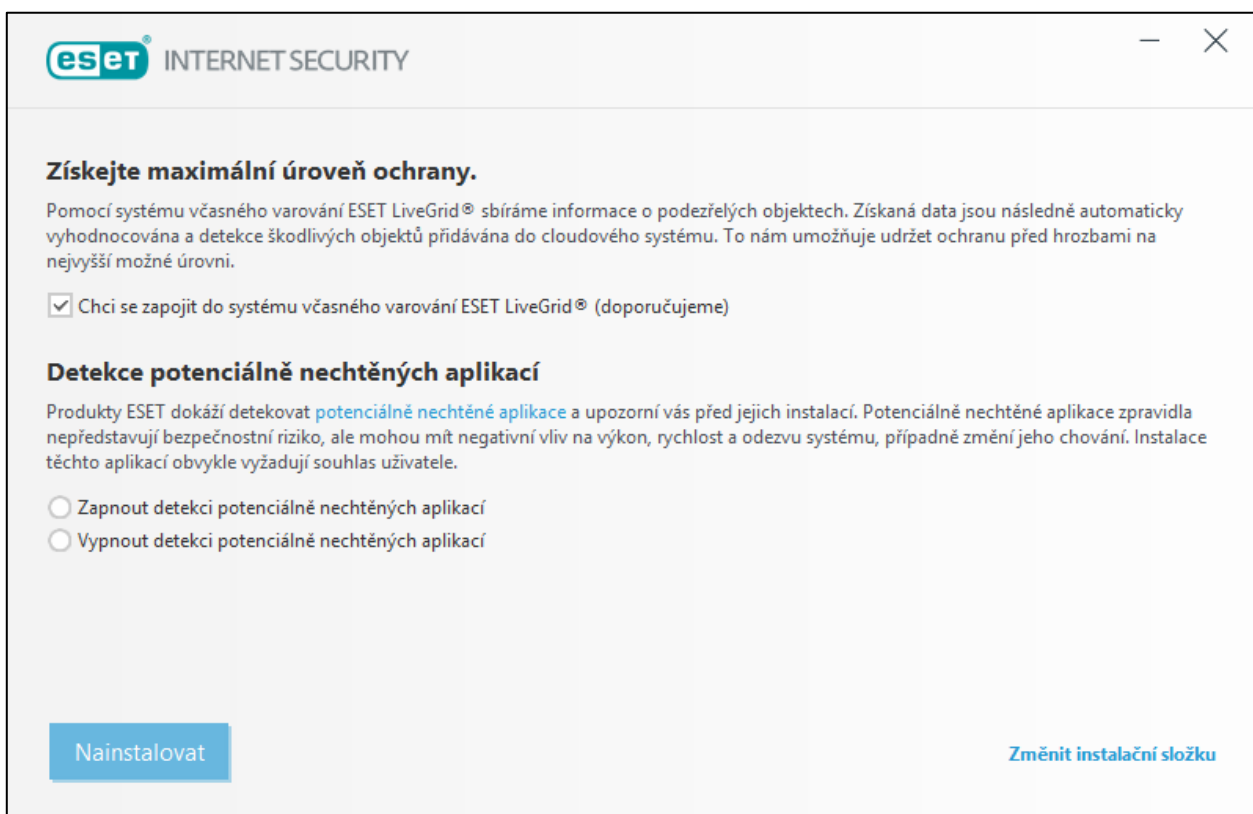 eset® INTERNET SECURITY
Získejte maximální úroveň ochrany.
Pomocí systému včasného varování ESET LiveGrid® sbíráme informace o podezřelých objektech. Získaná data jsou následně automaticky
vyhodnocována a detekce škodlivých objektů přidávána do cloudového systému. To nám umožňuje udržet ochranu před hrozbami na
nejvyšší možné úrovni.
Chci se zapojit do systému včasného varování ESET LiveGrid® (doporučujeme)
Detekce potenciálně nechtěných aplikací
Produkty ESET dokáží detekovat potenciálně nechtěné aplikace a upozorní vás před jejich instalací. Potenciálně nechtěné aplikace zpravidla
nepředstavují bezpečnostní riziko, ale mohou mít negativní vliv na výkon, rychlost a odezvu systému, případně změní jeho chování. Instalace
těchto aplikací obvykle vyžadují souhlas uživatele.
Zapnout detekci potenciálně nechtěných aplikací
Vypnout detekci potenciálně nechtěných aplikací
Nainstalovat
Změnit instalační složku